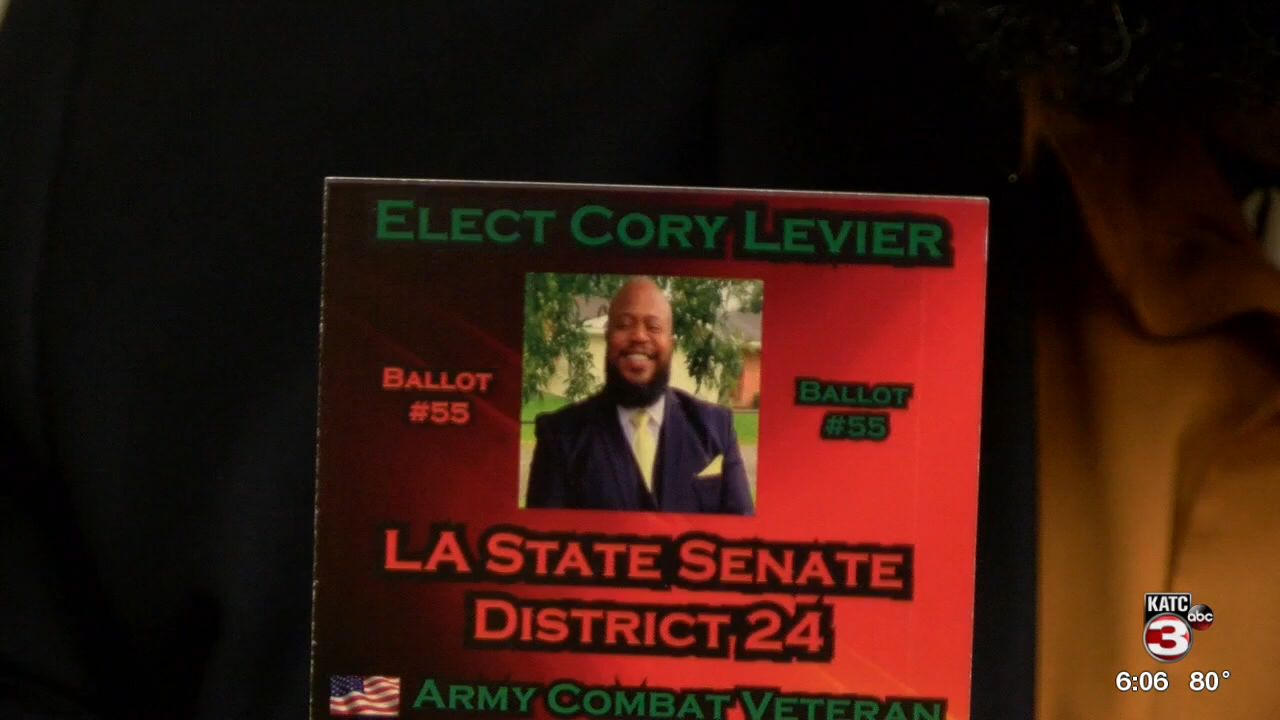 ELECT CORY LEVIER
BALLOT
#55
BALLOT
#55
LA STATE SENATE
DISTRICT 24
ARMY COMBAT VETERAN
KATC
abc
3
6:06 80°